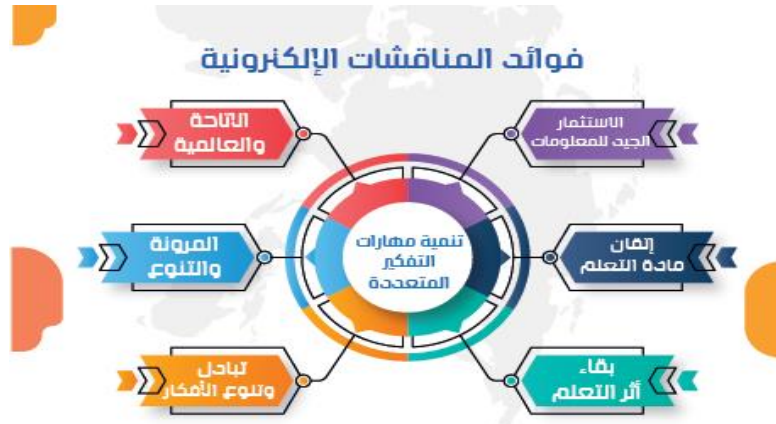 فوائد المناقشات الإلكترونية
الاستثمار
الجيد للمعلومات
الاتاحة
والعالمية
إتقان
مادة التعلم
تنمية مهارات
التفكير
المتعددة
المرونة
والتنوع
بقاء
أثر التعلم
تبادل
وتنوع الأفكار